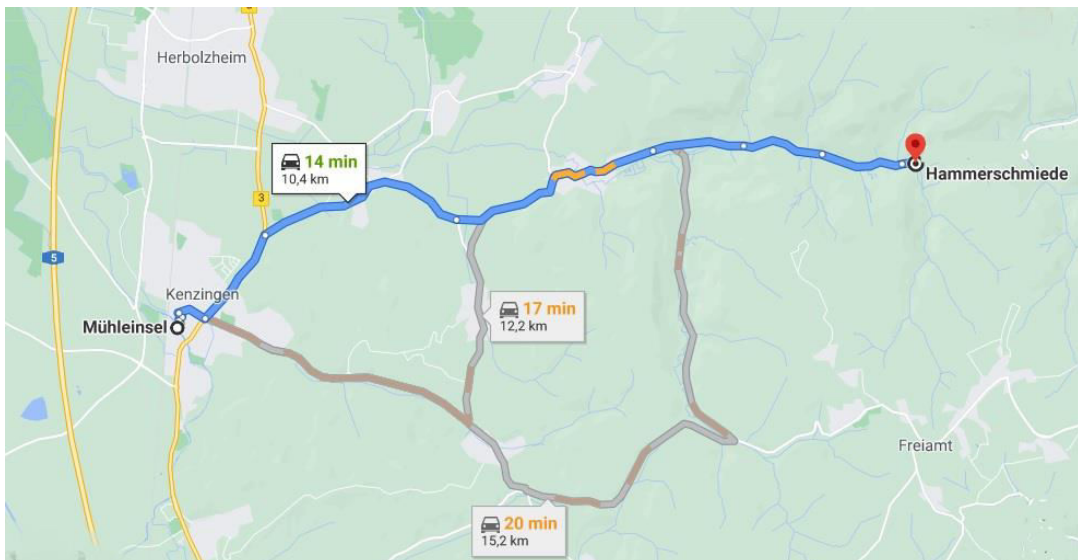 Herbolzheim
14 min
10,4 km
Hammerschmiede
3
5
Kenzingen
Mühleinsel
17 min
12,2 km
Freiamt
20 min
15,2 km